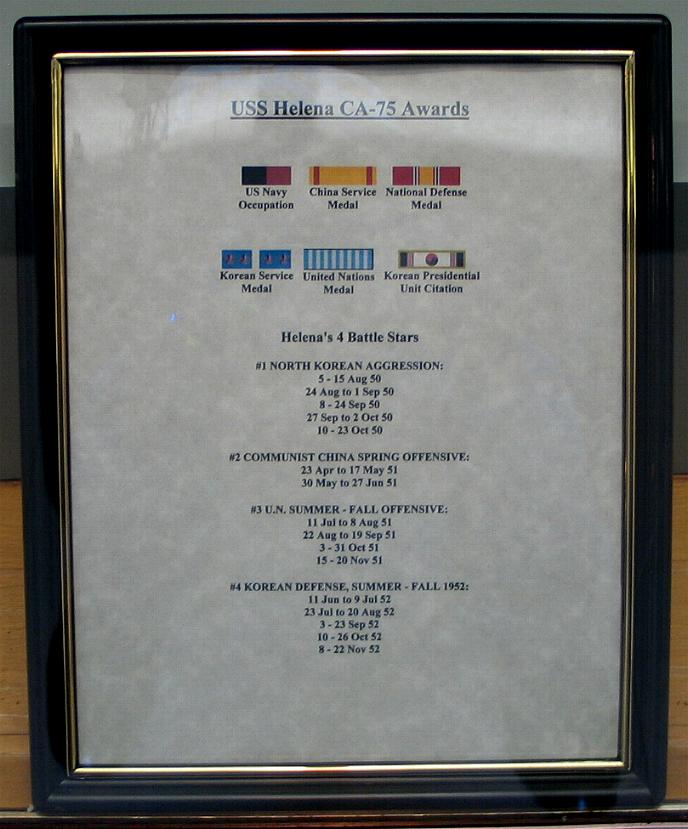 USS Helena CA-75 Awards
US Navy Occupation
China Service Medal
National Defense Medal
Korean Service Medal
United Nations Medal
Korean Presidential Unit Citation
Helena's 4 Battle Stars
#1 NORTH KOREAN AGGRESSION:
5 - 15 Aug 50
24 Aug to 1 Sep 50
8 - 24 Sep 50
27 Sep to 2 Oct 50
10 - 23 Oct 50
#2 COMMUNIST CHINA SPRING OFFENSIVE:
23 Apr to 17 May 51
30 May to 27 Jun 51
#3 U.N. SUMMER - FALL OFFENSIVE:
11 Jul to 8 Aug 51
22 Aug to 19 Sep 51
3 - 31 Oct 51
15 - 20 Nov 51
#4 KOREAN DEFENSE, SUMMER - FALL 1952:
11 Jun to 9 Jul 52
23 Jul to 20 Aug 52
3 - 23 Sep 52
10 - 26 Oct 52
8 - 22 Nov 52